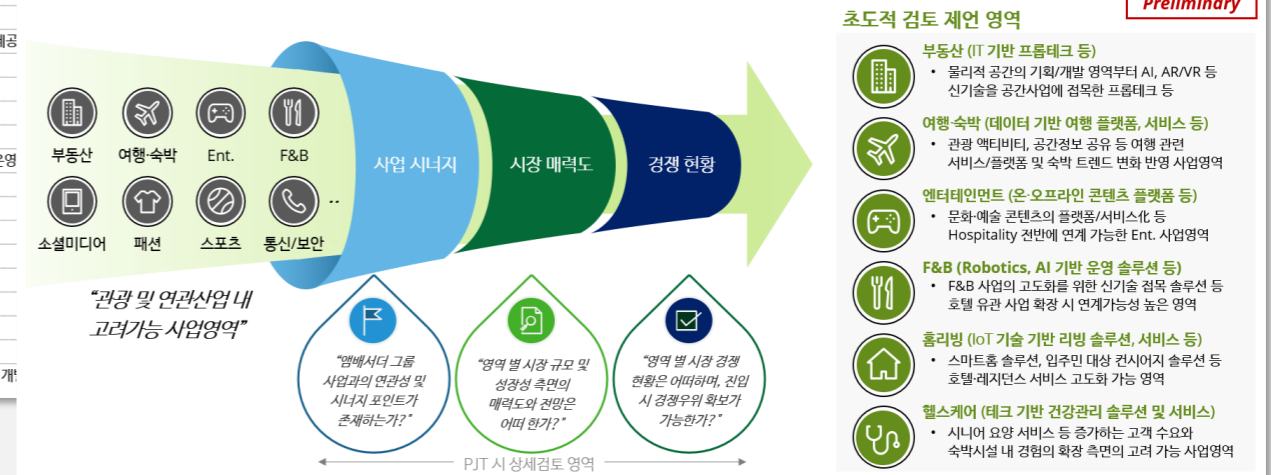 Preliminary
초도적 검토 제언 영역
부동산
여행·숙박
Ent.
F&B
소셜미디어
패션
스포츠
통신/보안
..
"관광 및 연관산업 내
고려가능 사업영역"
사업 시너지
시장 매력도
경쟁 현황
"앰배서더 그룹
사업과의 연관성 및
시너지 포인트가
존재하는가?"
"영역 별 시장 규모 및
성장성 측면의
매력도와 전망은
어떠 한가?"
"영역 별 시장 경쟁
현황은 어떠하며, 진입
시 경쟁우위 확보가
가능한가?"
PJT 시 상세검토 영역
부동산 (IT 기반 프롭테크 등)
• 물리적 공간의 기획/개발 영역부터 AI, AR/VR 등
신기술을 공간사업에 접목한 프롭테크 등
여행·숙박 (데이터 기반 여행 플랫폼, 서비스 등)
• 관광 액티비티, 공간정보 공유 등 여행 관련
서비스/플랫폼 및 숙박 트렌드 변화 반영 사업영역
엔터테인먼트 (온·오프라인 콘텐츠 플랫폼 등)
• 문화·예술 콘텐츠의 플랫폼/서비스化 등
Hospitality 전반에 연계 가능한 Ent. 사업영역
F&B (Robotics, AI 기반 운영 솔루션 등)
• F&B 사업의 고도화를 위한 신기술 접목 솔루션 등
호텔 유관 사업 확장 시 연계가능성 높은 영역
홈리빙 (IoT 기술 기반 리빙 솔루션, 서비스 등)
• 스마트홈 솔루션, 입주민 대상 컨시어지 솔루션 등
호텔·레지던스 서비스 고도화 가능 영역
헬스케어 (테크 기반 건강관리 솔루션 및 서비스)
• 시니어 요양 서비스 등 증가하는 고객 수요와
숙박시설 내 경험의 확장 측면의 고려 가능 사업영역